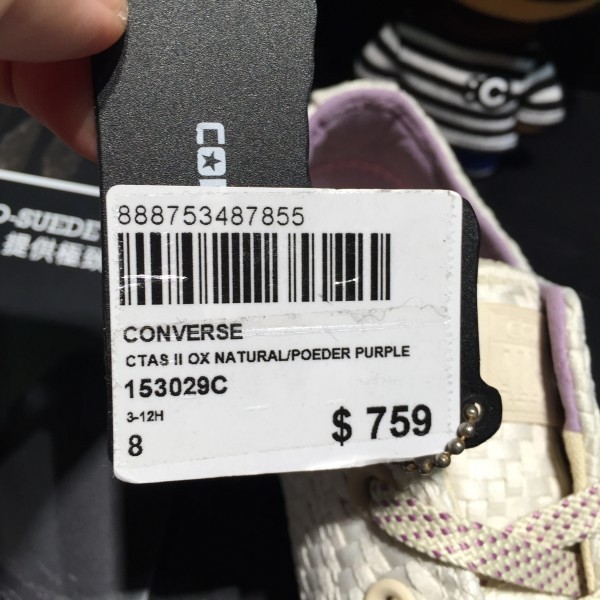 888753487855
CONVERSE
CTAS II OX NATURAL/POEDER PURPLE
153029C
3-12H
8
$ 759
提供極
C